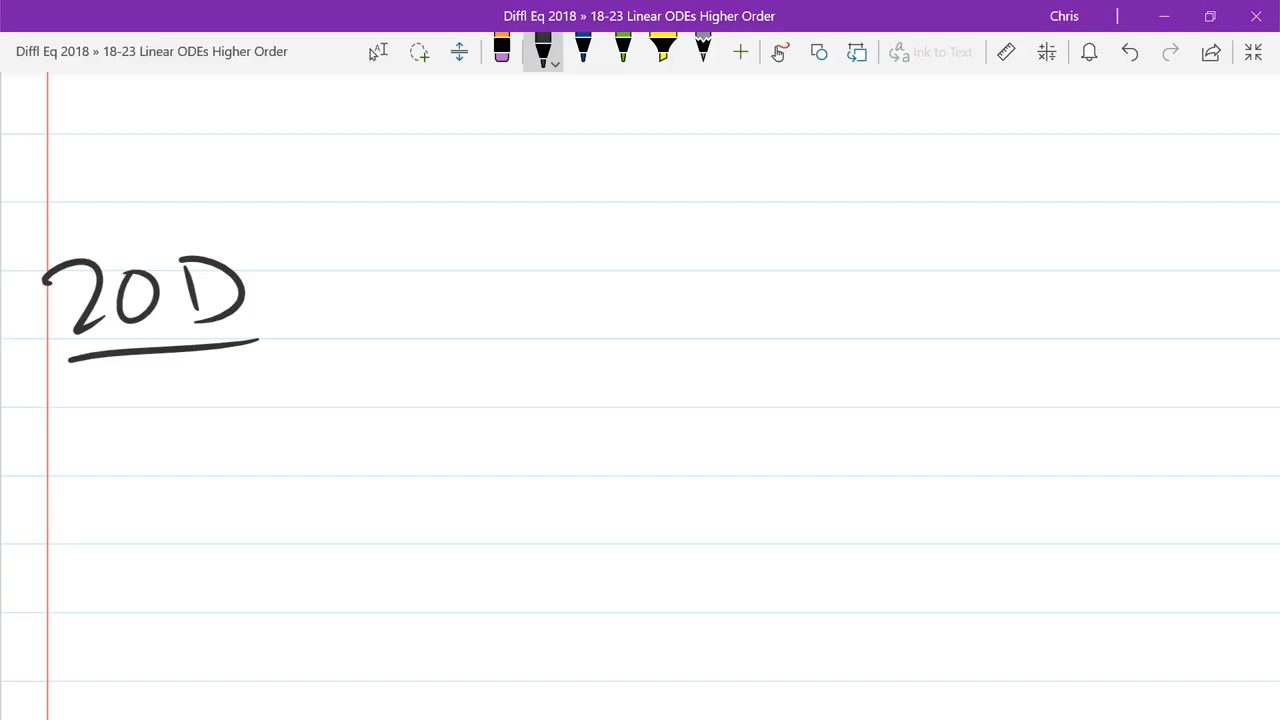 Diffl Eq 2018 » 18-23 Linear ODEs Higher Order
Chris
Diffl Eq 2018 » 18-23 Linear ODEs Higher Order
Ink to Text
20D